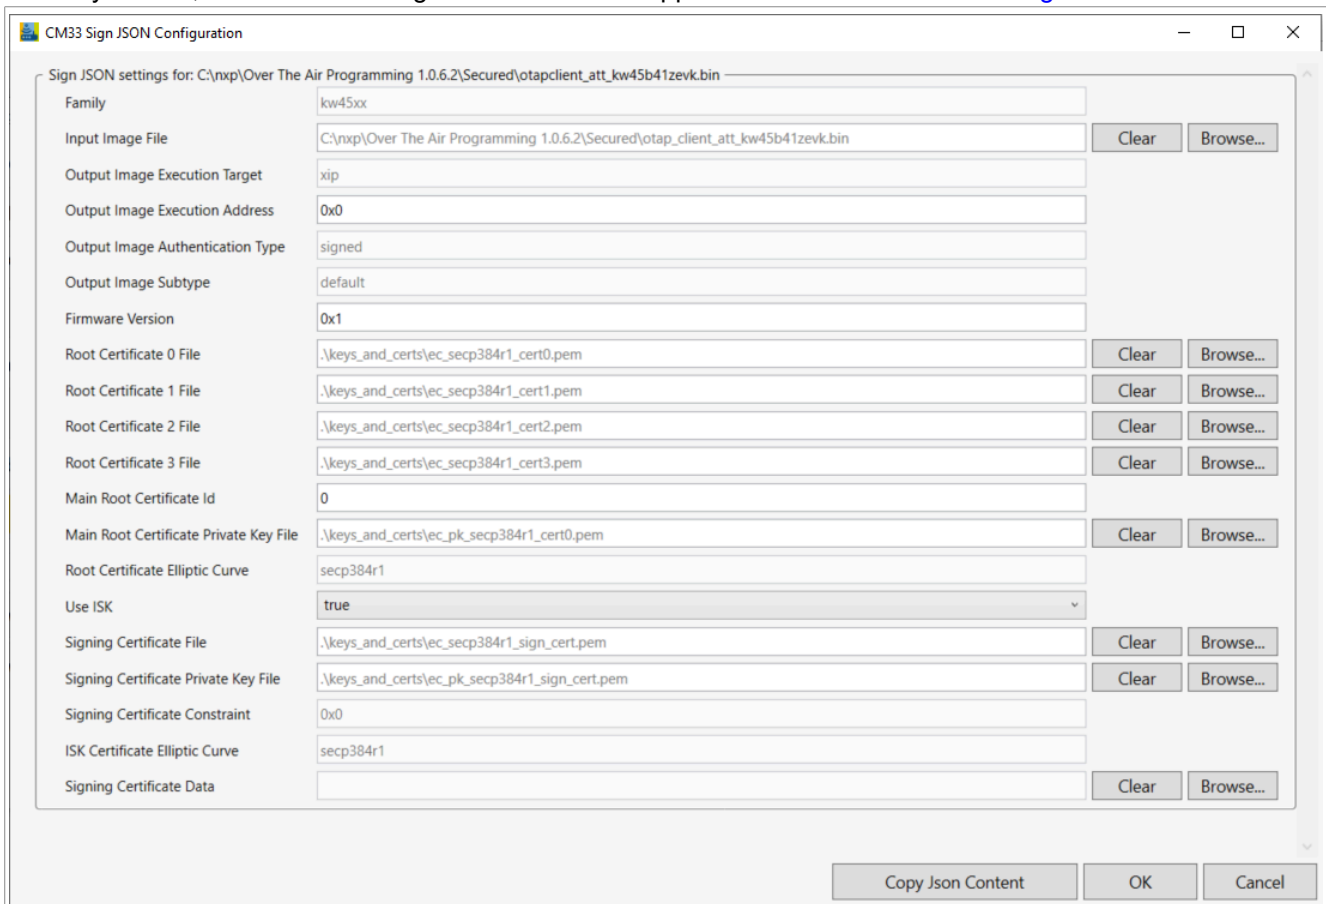 CM33 Sign JSON Configuration
Sign JSON settings for: C:\nxp\Over The Air Programming 1.0.6.2\Secured\otapclient_att_kw45b41zevk.bin
Family kw45xx
Input Image File C:\nxp\Over The Air Programming 1.0.6.2\Secured\otap_client_att_kw45b41zevk.bin Clear Browse...
Output Image Execution Target xip
Output Image Execution Address 0x0
Output Image Authentication Type signed
Output Image Subtype default
Firmware Version 0x1
Root Certificate 0 File .\keys_and_certs\ec_secp384r1_cert0.pem Clear Browse...
Root Certificate 1 File .\keys_and_certs\ec_secp384r1_cert1.pem Clear Browse...
Root Certificate 2 File .\keys_and_certs\ec_secp384r1_cert2.pem Clear Browse...
Root Certificate 3 File .\keys_and_certs\ec_secp384r1_cert3.pem Clear Browse...
Main Root Certificate Id 0
Main Root Certificate Private Key File .\keys_and_certs\ec_pk_secp384r1_cert0.pem Clear Browse...
Root Certificate Elliptic Curve secp384r1
Use ISK true
Signing Certificate File .\keys_and_certs\ec_secp384r1_sign_cert.pem Clear Browse...
Signing Certificate Private Key File .\keys_and_certs\ec_pk_secp384r1_sign_cert.pem Clear Browse...
Signing Certificate Constraint 0x0
ISK Certificate Elliptic Curve secp384r1
Signing Certificate Data Clear Browse...
Copy Json Content OK Cancel